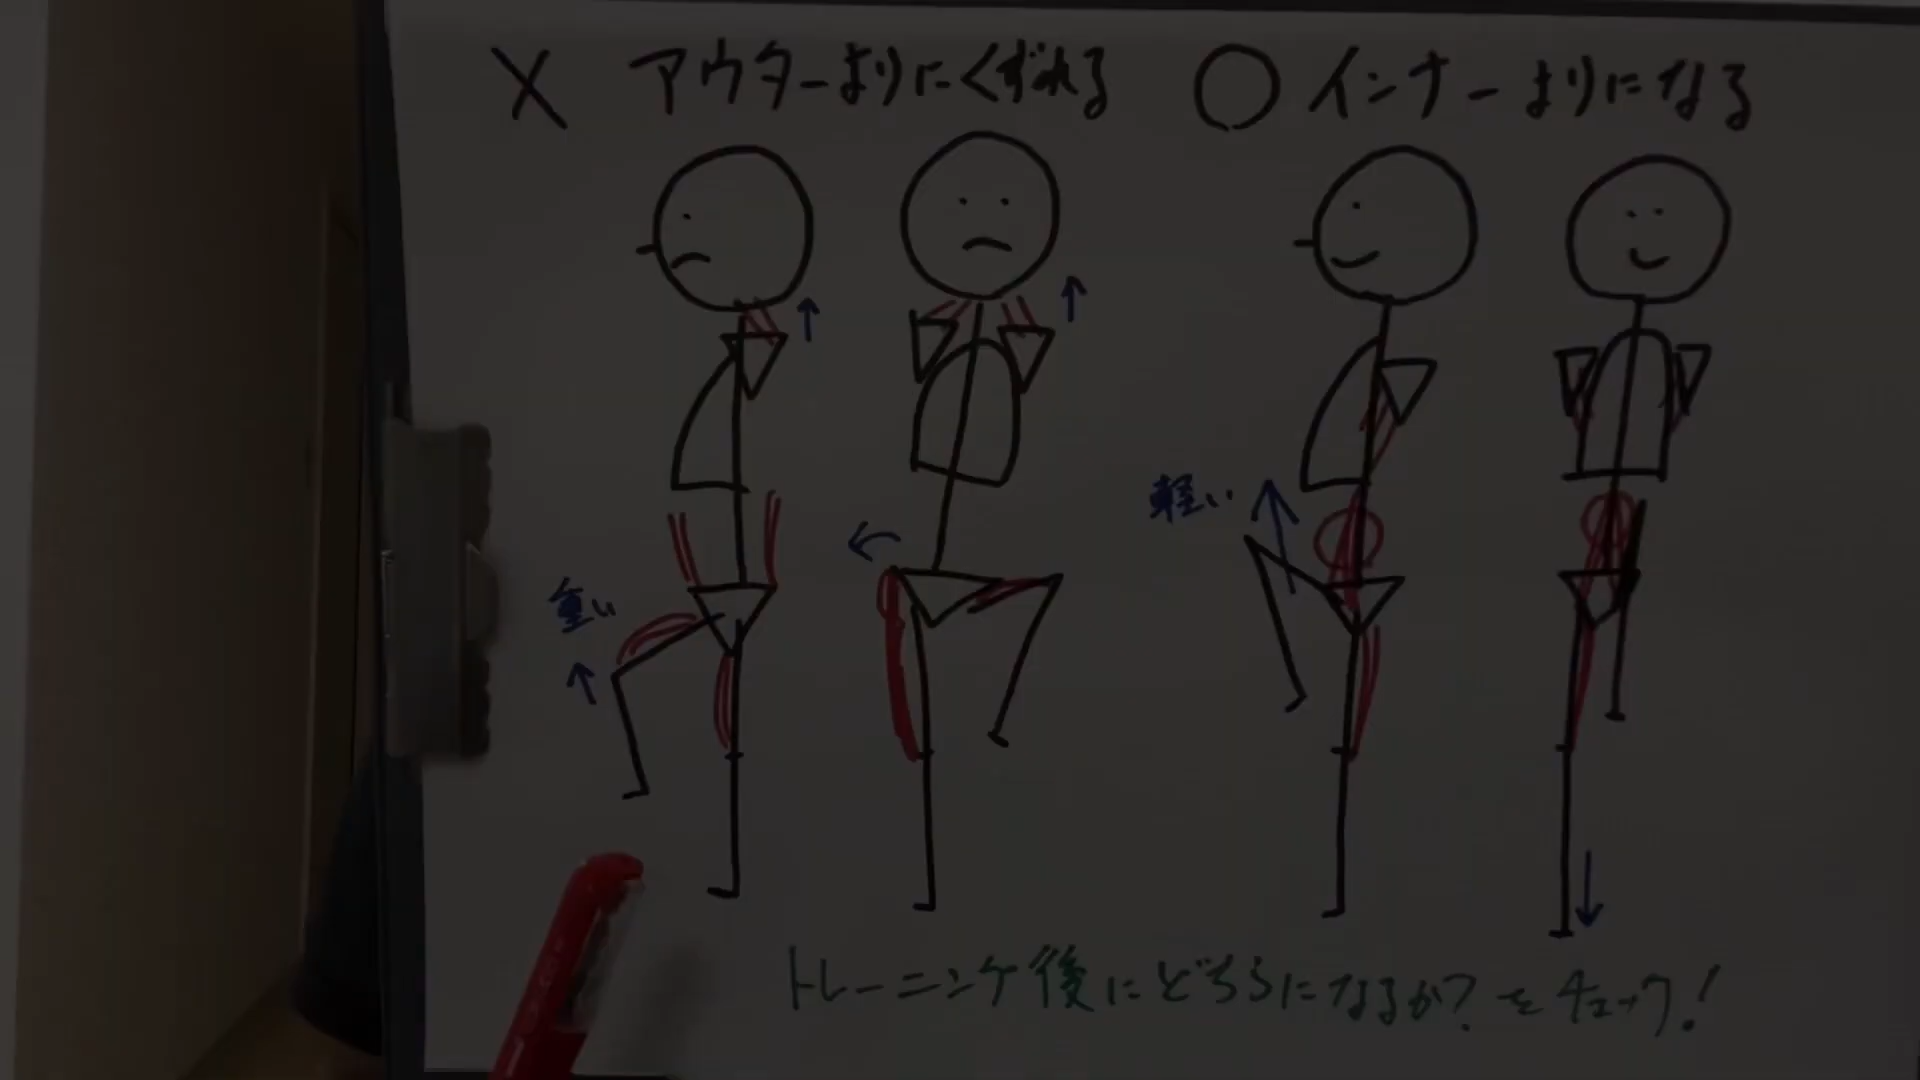 × アウターよりにくずれる
○ インナーよりになる
軽い
重い
トレーニング後にどちらになるか?をチェック!